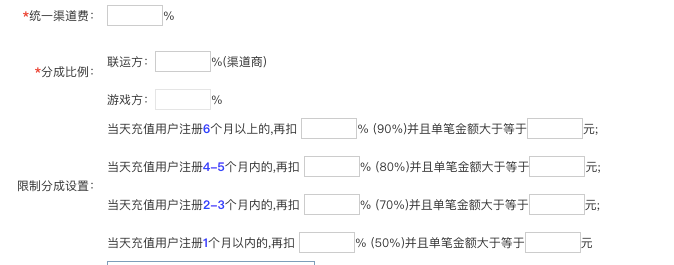 *统一渠道费: %
联运方: %(渠道商)
*分成比例:
游戏方: %
当天充值用户注册6个月以上的,再扣 % (90%)并且单笔金额大于等于 元;
当天充值用户注册4-5个月内的,再扣 % (80%)并且单笔金额大于等于 元;
限制分成设置:
当天充值用户注册2-3个月内的,再扣 % (70%)并且单笔金额大于等于 元;
当天充值用户注册1个月以内的,再扣 % (50%)并且单笔金额大于等于 元